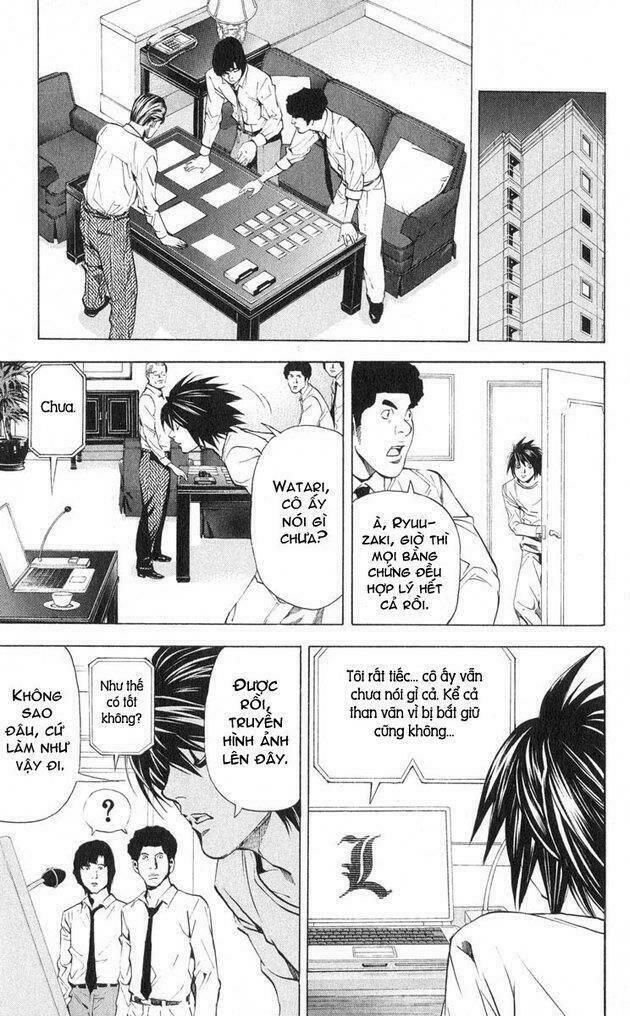 À, RYUU-
ZAKI, GIỜ THÌ
MỌI BẰNG
CHỨNG ĐỀU
HỢP LÝ HẾT
CẢ RỒI.
WATARI,
CÔ ẤY
NÓI GÌ
CHƯA?
Chưa.
Tôi rất tiếc... cô ấy vẫn
chưa nói gì cả. Kể cả
than vãn vì bị bắt giữ
cũng không...
L
ĐƯỢC
RỒI,
TRUYỀN
HÌNH ẢNH
LÊN ĐÂY.
Như thế
có tốt
không?
KHÔNG
SAO
ĐÂU, CỨ
LÀM NHƯ
VẬY ĐI.
?